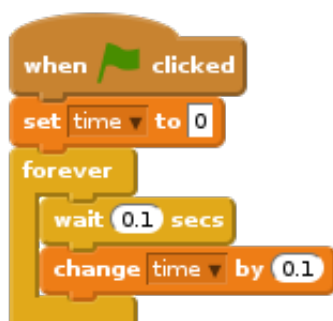 when clicked
set time to 0
forever
wait 0.1 secs
change time by 0.1